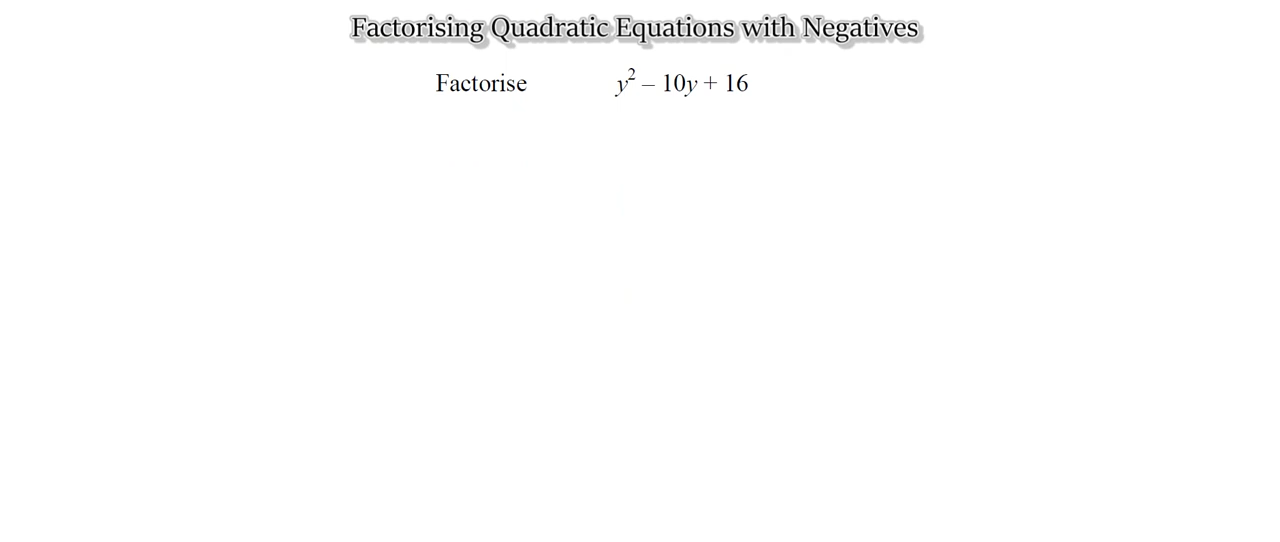 Factorising Quadratic Equations with Negatives
Factorise y² – 10y + 16